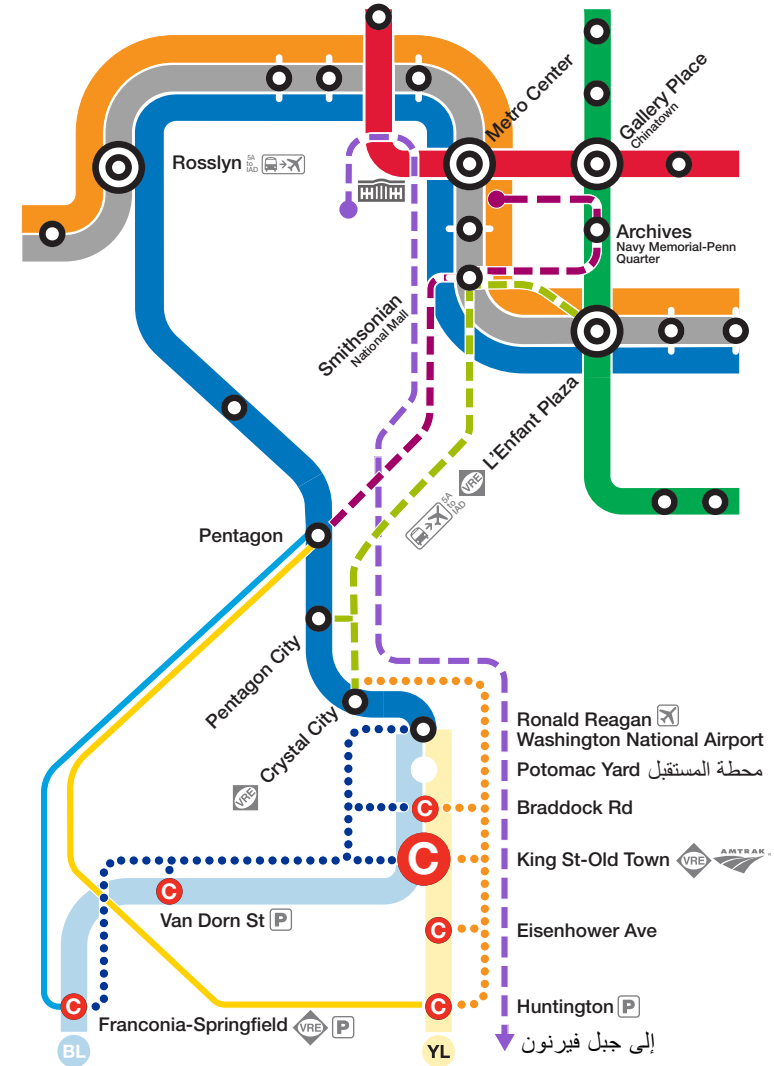 Metro Center
Gallery Place
Chinatown
Rosslyn
5A
to
IAD
Archives
Navy Memorial-Penn
Quarter
Smithsonian
National Mall
L'Enfant Plaza
VRE
5A
to
IAD
Pentagon
Pentagon City
Crystal City
VRE
Ronald Reagan
Washington National Airport
Potomac Yard محطة المستقبل
C Braddock Rd
C King St-Old Town VRE AMTRAK
C
Van Dorn St P
C Eisenhower Ave
C
C Huntington P
Franconia-Springfield VRE P
إلى جبل فيرنون
BL
YL